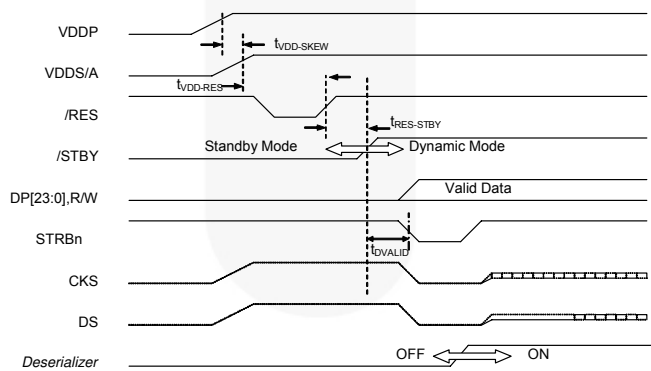 VDDP
tVDD-SKEW
VDDS/A
tVDD-RES
/RES
tRES-STBY
Standby Mode
Dynamic Mode
/STBY
Valid Data
DP[23:0],R/W
STRBn
tDVALID
CKS
DS
OFF
ON
Deserializer